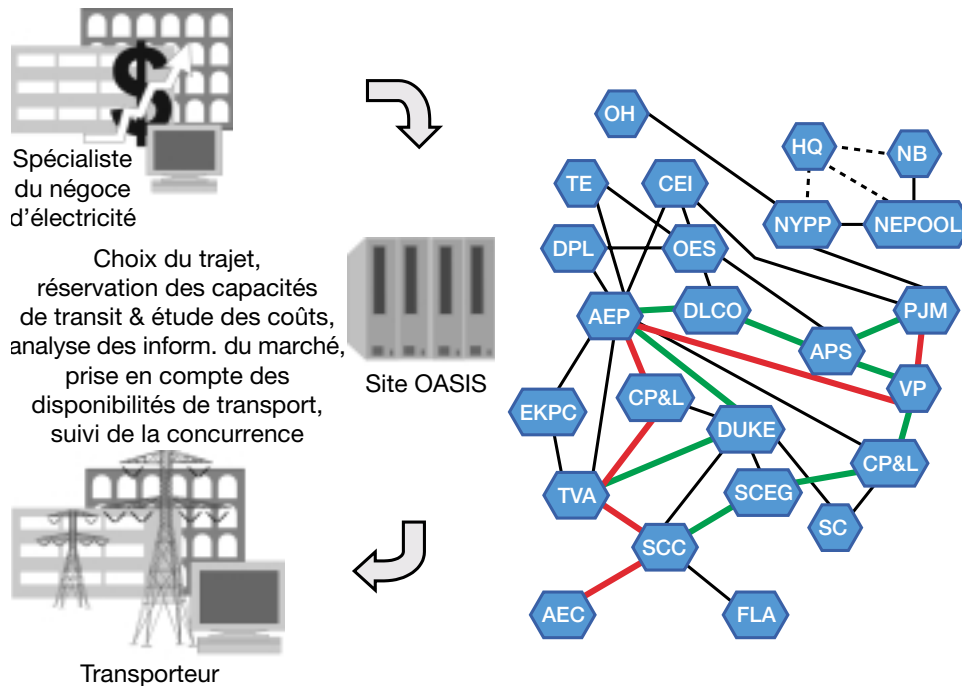 Spécialiste
du négoce
d'électricité
Choix du trajet,
réservation des capacités
de transit & étude des coûts,
analyse des inform. du marché,
prise en compte des
disponibilités de transport,
suivi de la concurrence
Site OASIS
Transporteur
OH
HQ
NB
TE
CEI
NYPP
NEPOOL
DPL
OES
AEP
DLCO
PJM
APS
VP
EKPC
CP&L
DUKE
CP&L
TVA
SCEG
SC
SCC
AEC
FLA